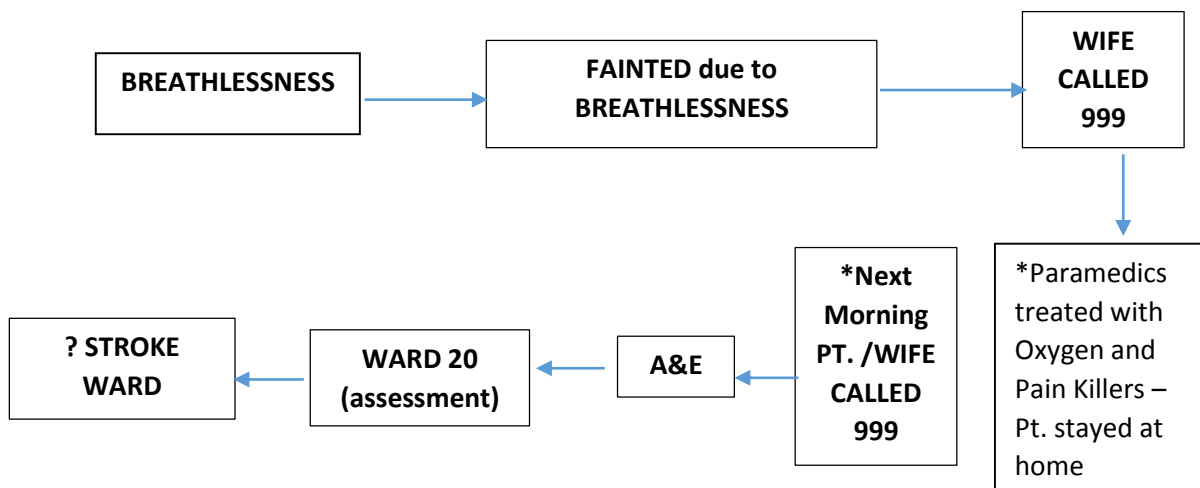 BREATHLESSNESS
FAINTED due to
BREATHLESSNESS
WIFE
CALLED
999
*Paramedics
treated with
Oxygen and
Pain Killers –
Pt. stayed at
home
*Next
Morning
PT. /WIFE
CALLED
999
A&E
WARD 20
(assessment)
? STROKE
WARD